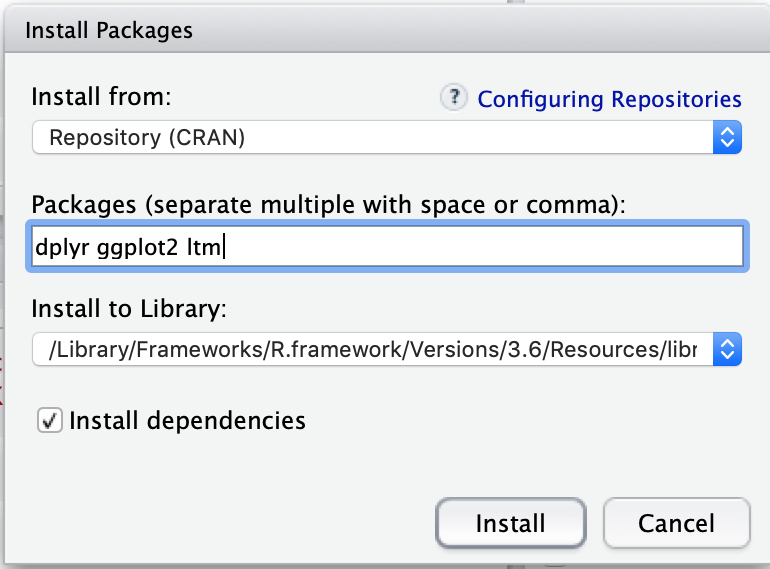 Install Packages
Install from:
? Configuring Repositories
Repository (CRAN)
Packages (separate multiple with space or comma):
dplyr ggplot2 ltm
Install to Library:
/Library/Frameworks/R.framework/Versions/3.6/Resources/libr
Install dependencies
Install
Cancel